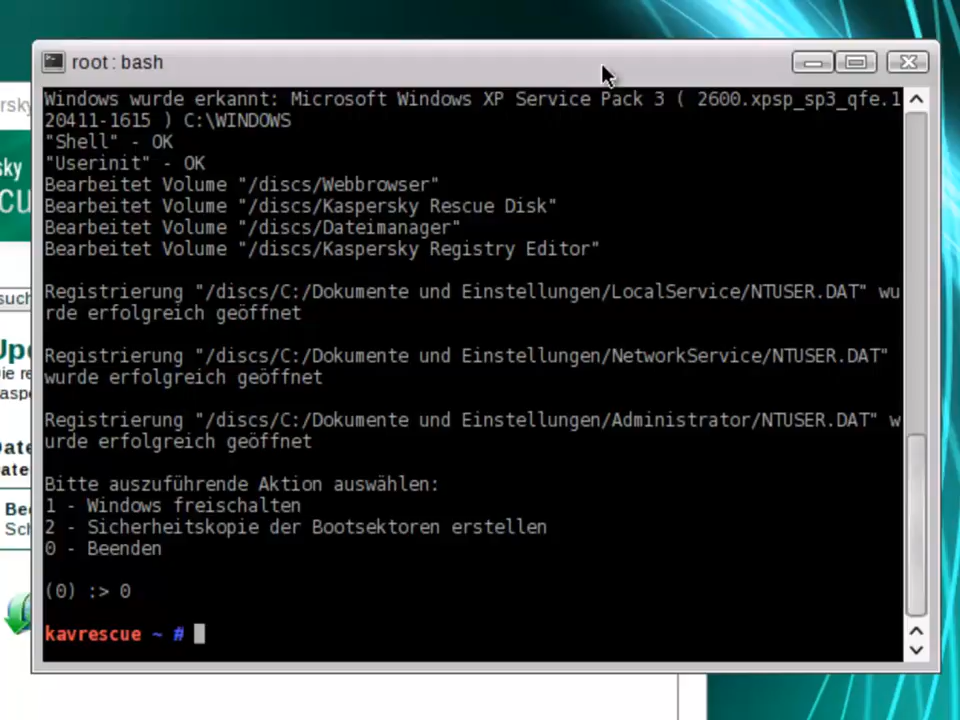 root : bash
Windows wurde erkannt: Microsoft Windows XP Service Pack 3 ( 2600.xpsp_sp3_qfe.1
20411-1615 ) C:\WINDOWS
"Shell" - OK
"Userinit" - OK
Bearbeitet Volume "/discs/Webbrowser"
Bearbeitet Volume "/discs/Kaspersky Rescue Disk"
Bearbeitet Volume "/discs/Dateimanager"
Bearbeitet Volume "/discs/Kaspersky Registry Editor"
Registrierung "/discs/C:/Dokumente und Einstellungen/LocalService/NTUSER.DAT" wu
rde erfolgreich geöffnet
Registrierung "/discs/C:/Dokumente und Einstellungen/NetworkService/NTUSER.DAT"
wurde erfolgreich geöffnet
Registrierung "/discs/C:/Dokumente und Einstellungen/Administrator/NTUSER.DAT" w
urde erfolgreich geöffnet
Bitte auszuführende Aktion auswählen:
1 - Windows freischalten
2 - Sicherheitskopie der Bootsektoren erstellen
0 - Beenden
(0) :> 0
kavrescue ~ #